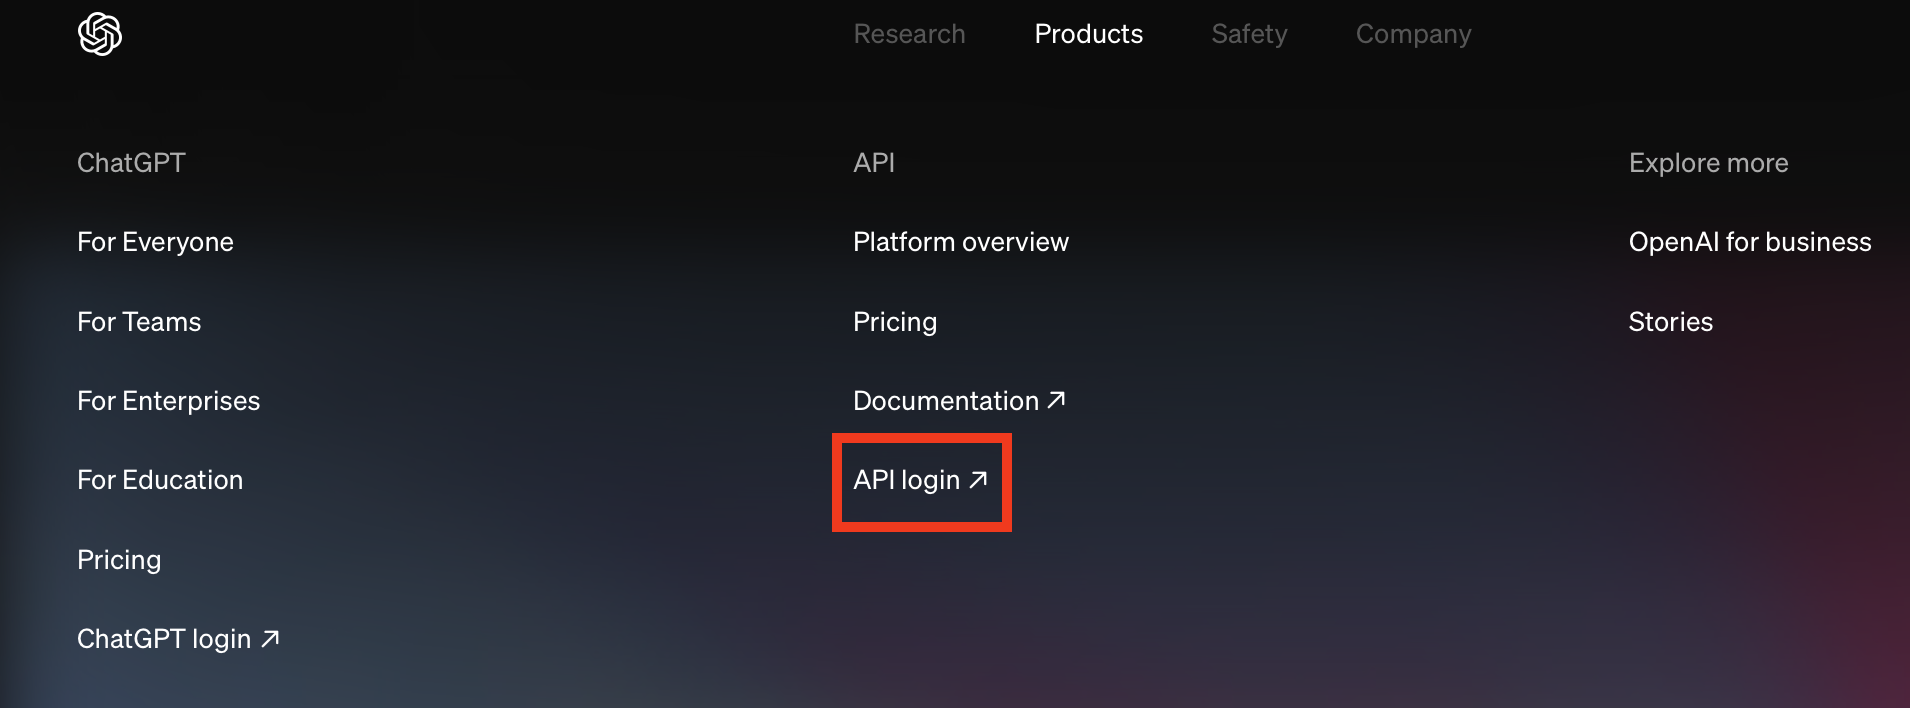 Research Products Safety Company
ChatGPT
For Everyone
For Teams
For Enterprises
For Education
Pricing
ChatGPT login ↗
API
Platform overview
Pricing
Documentation ↗
API login ↗
Explore more
OpenAI for business
Stories